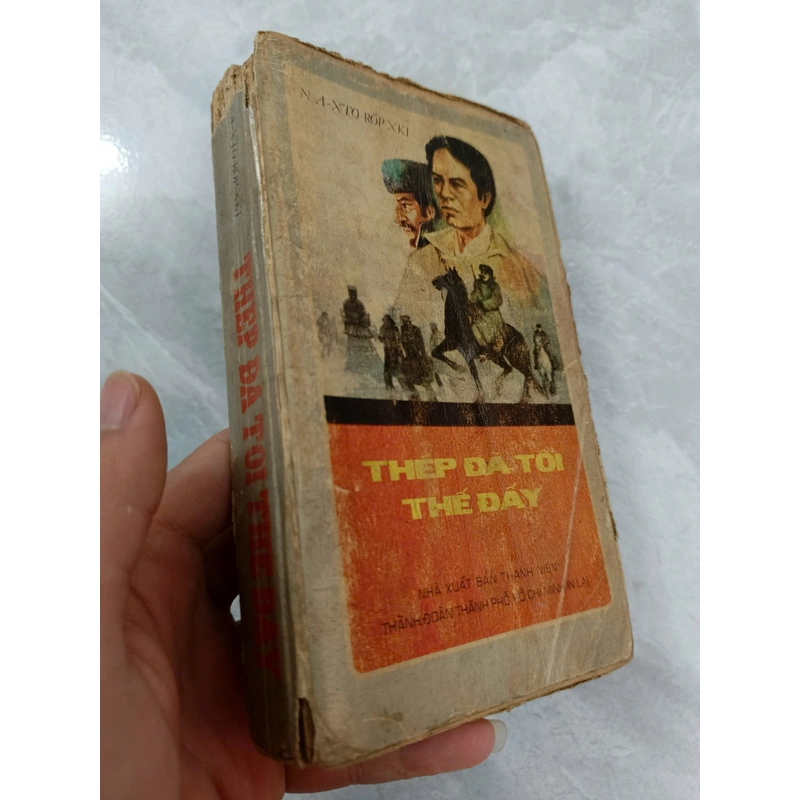 N. A-XTƠ-RỐP-XKI
THÉP ĐÃ TÔI
THẾ ĐẤY
NHÀ XUẤT BẢN THANH NIÊN
THÀNH ĐOÀN THÀNH PHỐ HỒ CHÍ MINH IN LẠI
THÉP ĐÃ TÔI THẾ ĐẤY